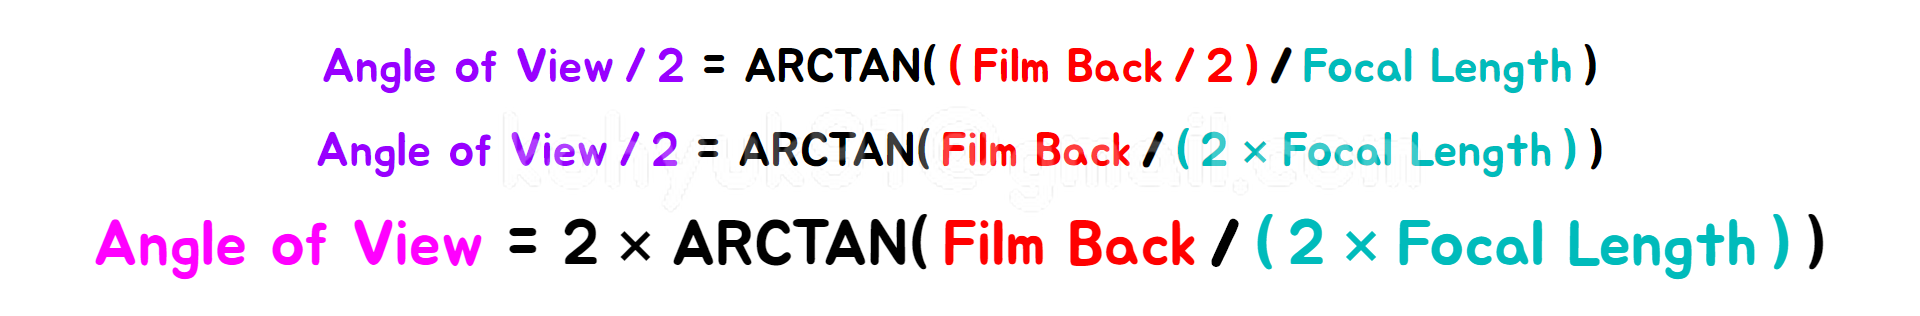 Angle of View / 2 = ARCTAN( ( Film Back / 2 ) / Focal Length )
Angle of View / 2 = ARCTAN( Film Back / ( 2 × Focal Length ) )
Angle of View = 2 × ARCTAN( Film Back / ( 2 × Focal Length ) )